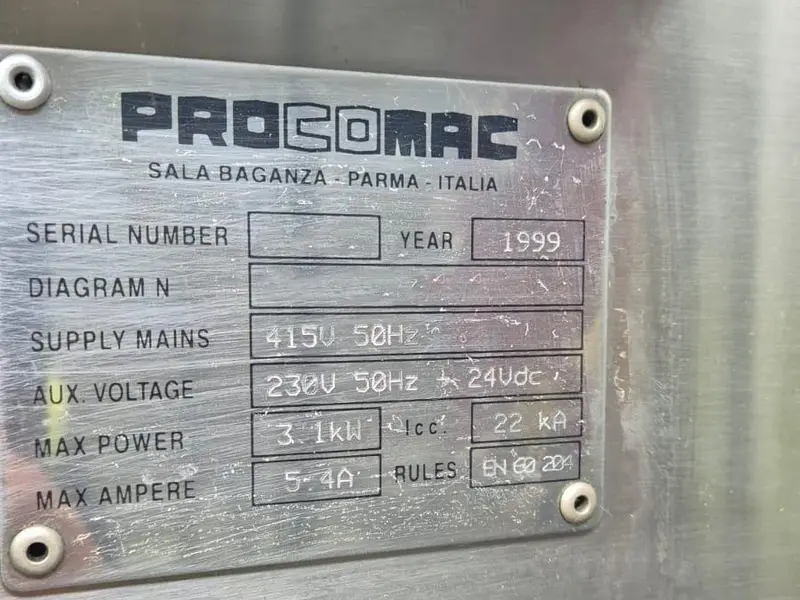 PROCOMAC
SALA BAGANZA - PARMA - ITALIA
SERIAL NUMBER YEAR 1999
DIAGRAM N
SUPPLY MAINS 415V 50Hz
AUX. VOLTAGE 230V 50Hz + 24Vdc
MAX POWER 3.1kW Icc. 22 kA
MAX AMPERE 5.4A RULES EN 60 204